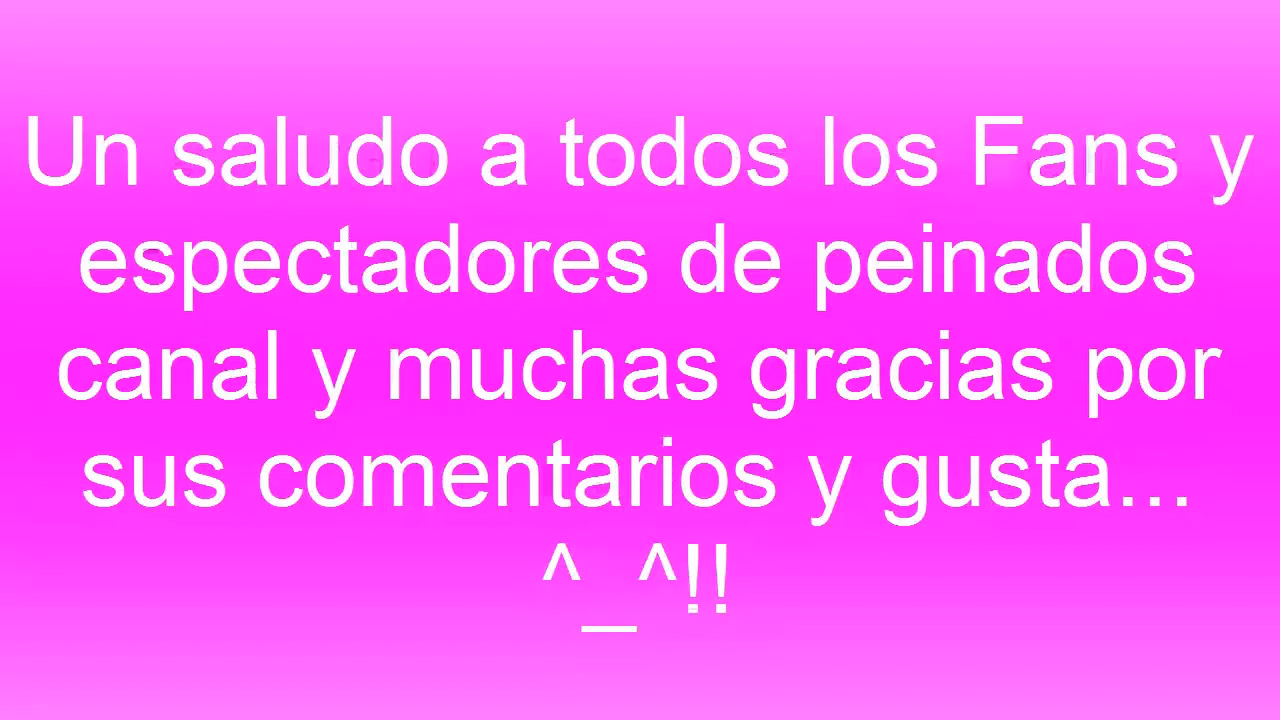 Un saludo a todos los Fans y
espectadores de peinados
canal y muchas gracias por
sus comentarios y gusta...
^_^!!